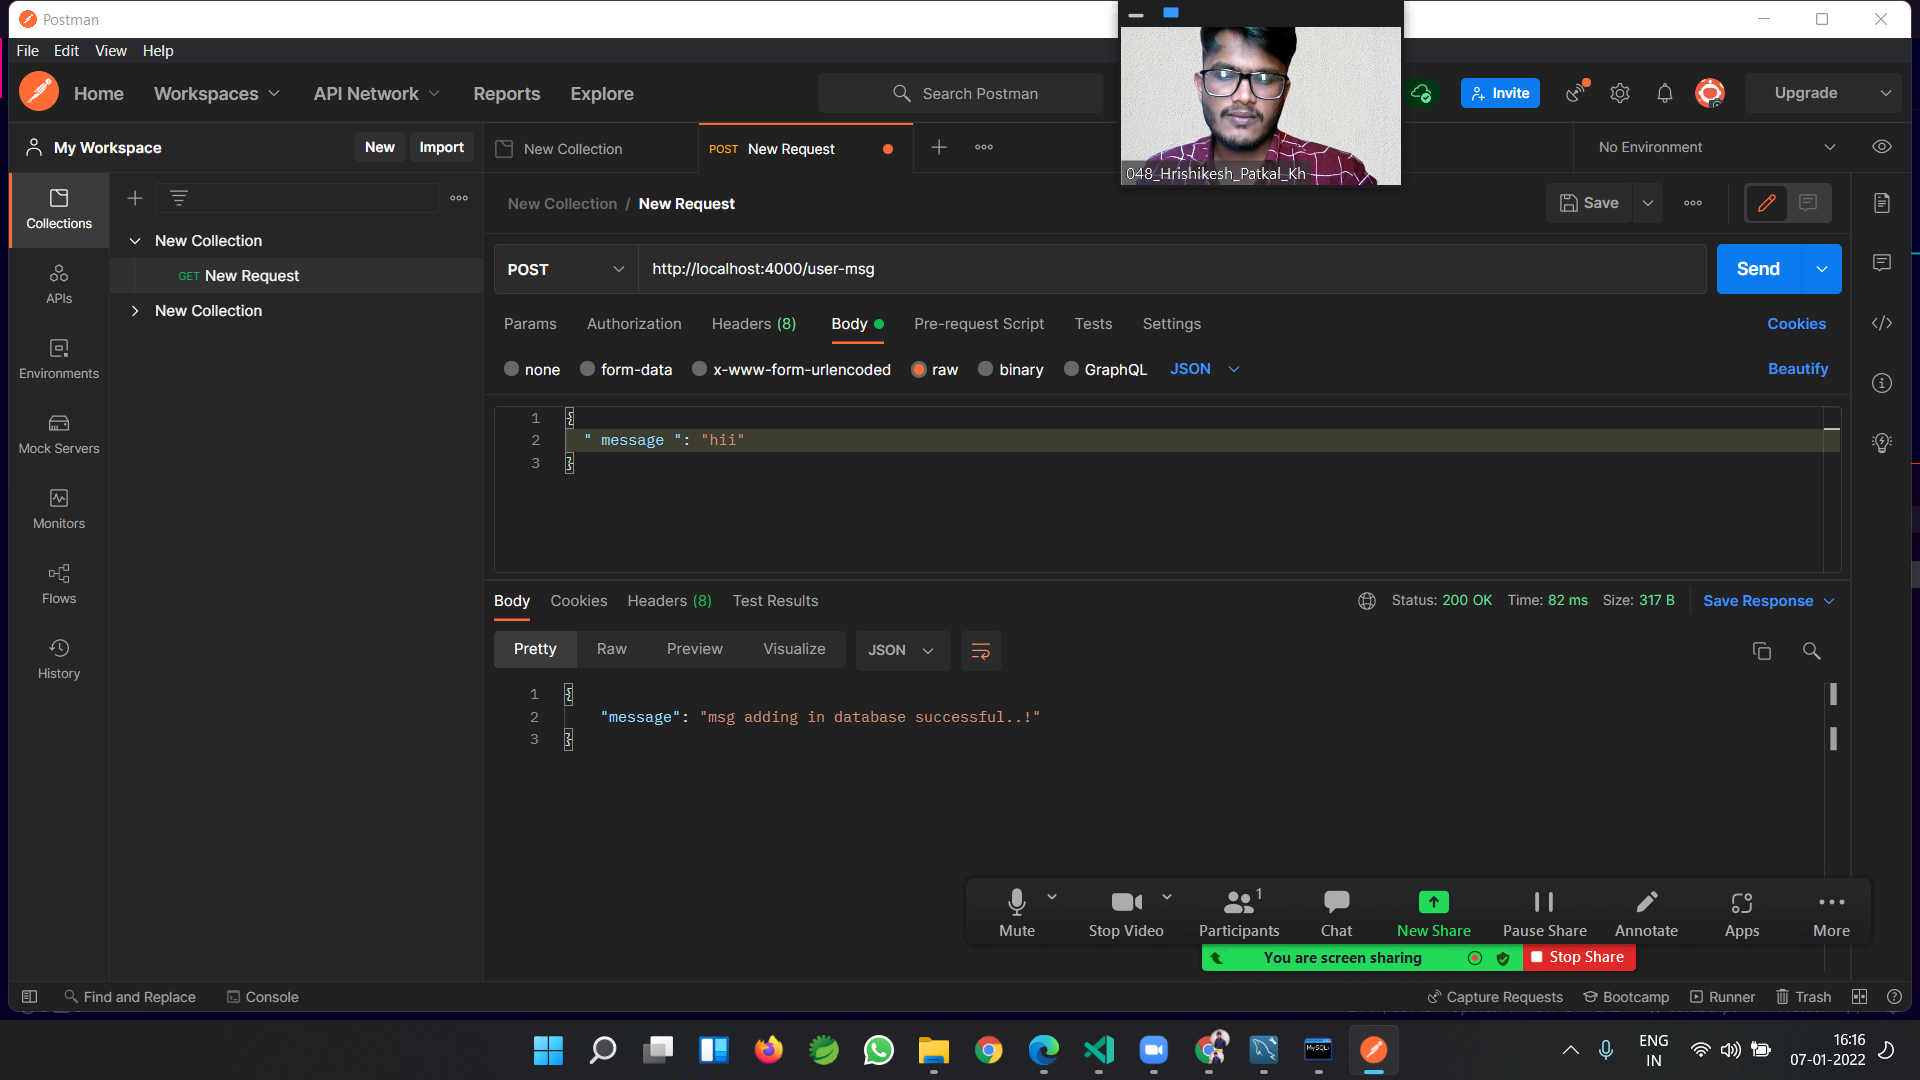 Postman
File Edit View Help
Home Workspaces API Network Reports Explore Search Postman Invite Upgrade
My Workspace New Import New Collection POST New Request No Environment
048_Hrishikesh_Patkal_Kh
Collections
New Collection / New Request Save
New Collection
GET New Request
New Collection
APIs
Environments
Mock Servers
Monitors
Flows
History
POST http://localhost:4000/user-msg Send
Params Authorization Headers (8) Body Pre-request Script Tests Settings Cookies
none form-data x-www-form-urlencoded raw binary GraphQL JSON Beautify
1 {
2 " message ": "hii"
3 }
Body Cookies Headers (8) Test Results Status: 200 OK Time: 82 ms Size: 317 B Save Response
Pretty Raw Preview Visualize JSON
1 {
2 "message": "msg adding in database successful..!"
3 }
1
Mute Stop Video Participants Chat New Share Pause Share Annotate Apps More
You are screen sharing Stop Share
Find and Replace Console Capture Requests Bootcamp Runner Trash
MySQL
ENG
IN
16:16
07-01-2022